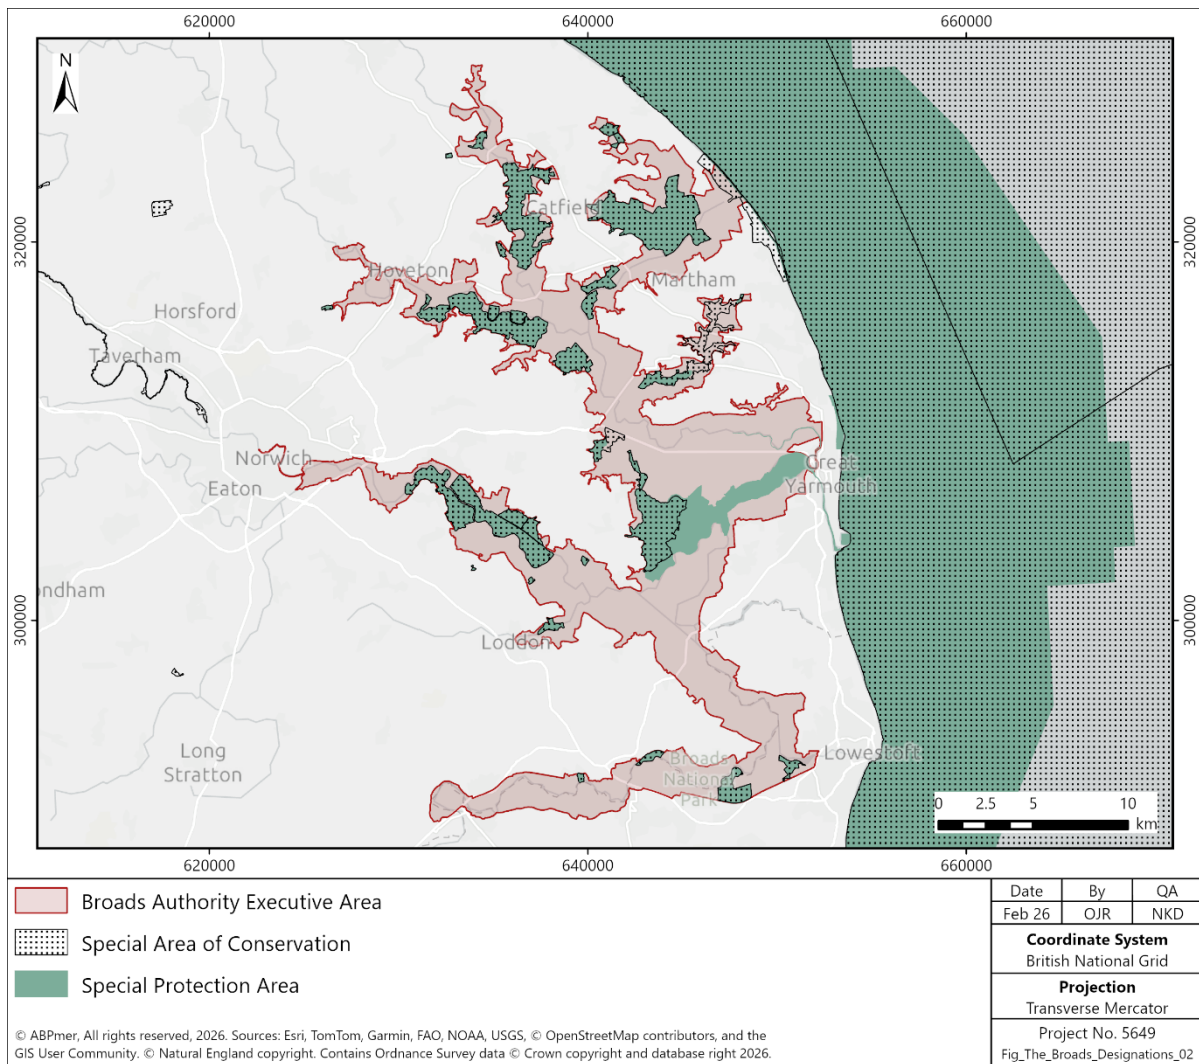 620000
640000
660000
N
320000
320000
Catfield
Hoveton
Martham
Horsford
Taverham
Norwich
Great
Yarmouth
Eaton
ondham
300000
300000
Loddon
Long
Stratton
Broads
National
Park
Lowestoft
0 2.5 5 10
km
620000
640000
660000
Broads Authority Executive Area
Special Area of Conservation
Special Protection Area
Date By QA
Feb 26 OJR NKD
Coordinate System
British National Grid
Projection
Transverse Mercator
Project No. 5649
Fig_The_Broads_Designations_02
© ABPmer, All rights reserved, 2026. Sources: Esri, TomTom, Garmin, FAO, NOAA, USGS, © OpenStreetMap contributors, and the
GIS User Community. © Natural England copyright. Contains Ordnance Survey data © Crown copyright and database right 2026.